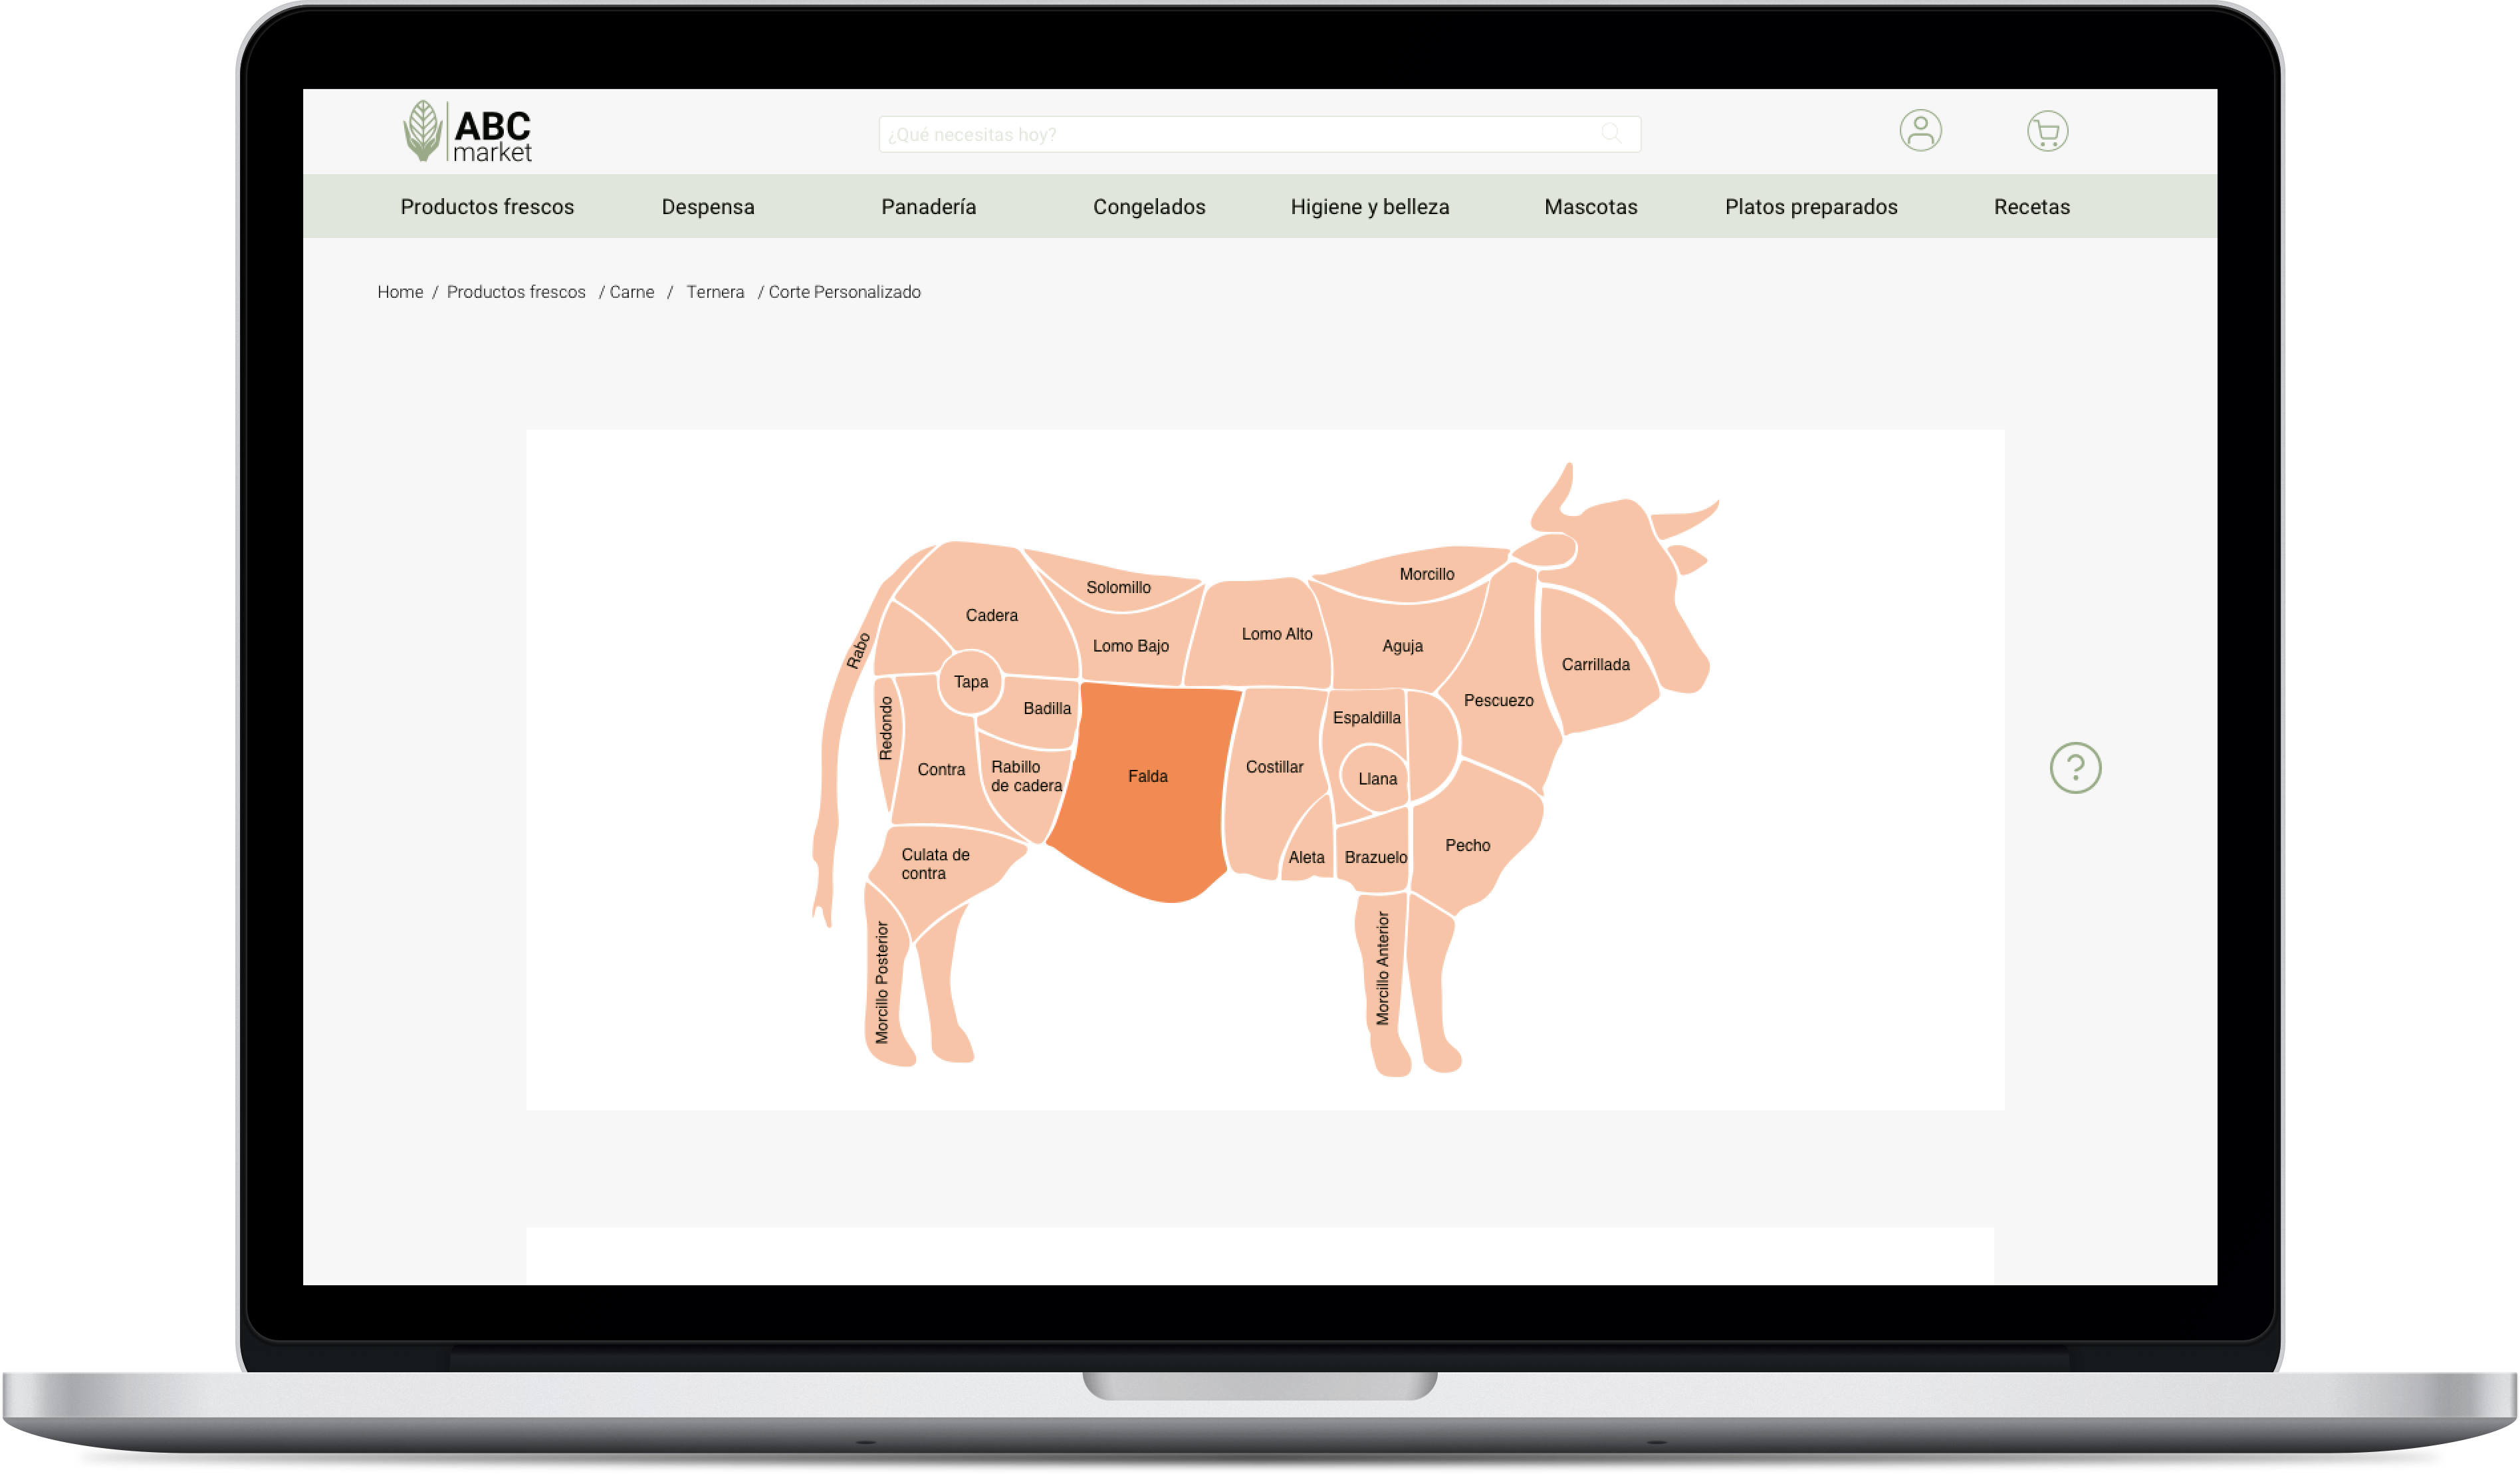 ABC
market
¿Qué necesitas hoy?
Productos frescos
Despensa
Panadería
Congelados
Higiene y belleza
Mascotas
Platos preparados
Recetas
Home / Productos frescos / Carne / Ternera / Corte Personalizado
Morcillo
Solomillo
Cadera
Lomo Bajo
Lomo Alto
Aguja
Rabo
Carrillada
Tapa
Badilla
Pescuezo
Redondo
Espaldilla
Contra
Rabillo
de cadera
Falda
Costillar
Llana
?
Culata de
contra
Aleta
Brazuelo
Pecho
Morcillo Posterior
Morcillo Anterior